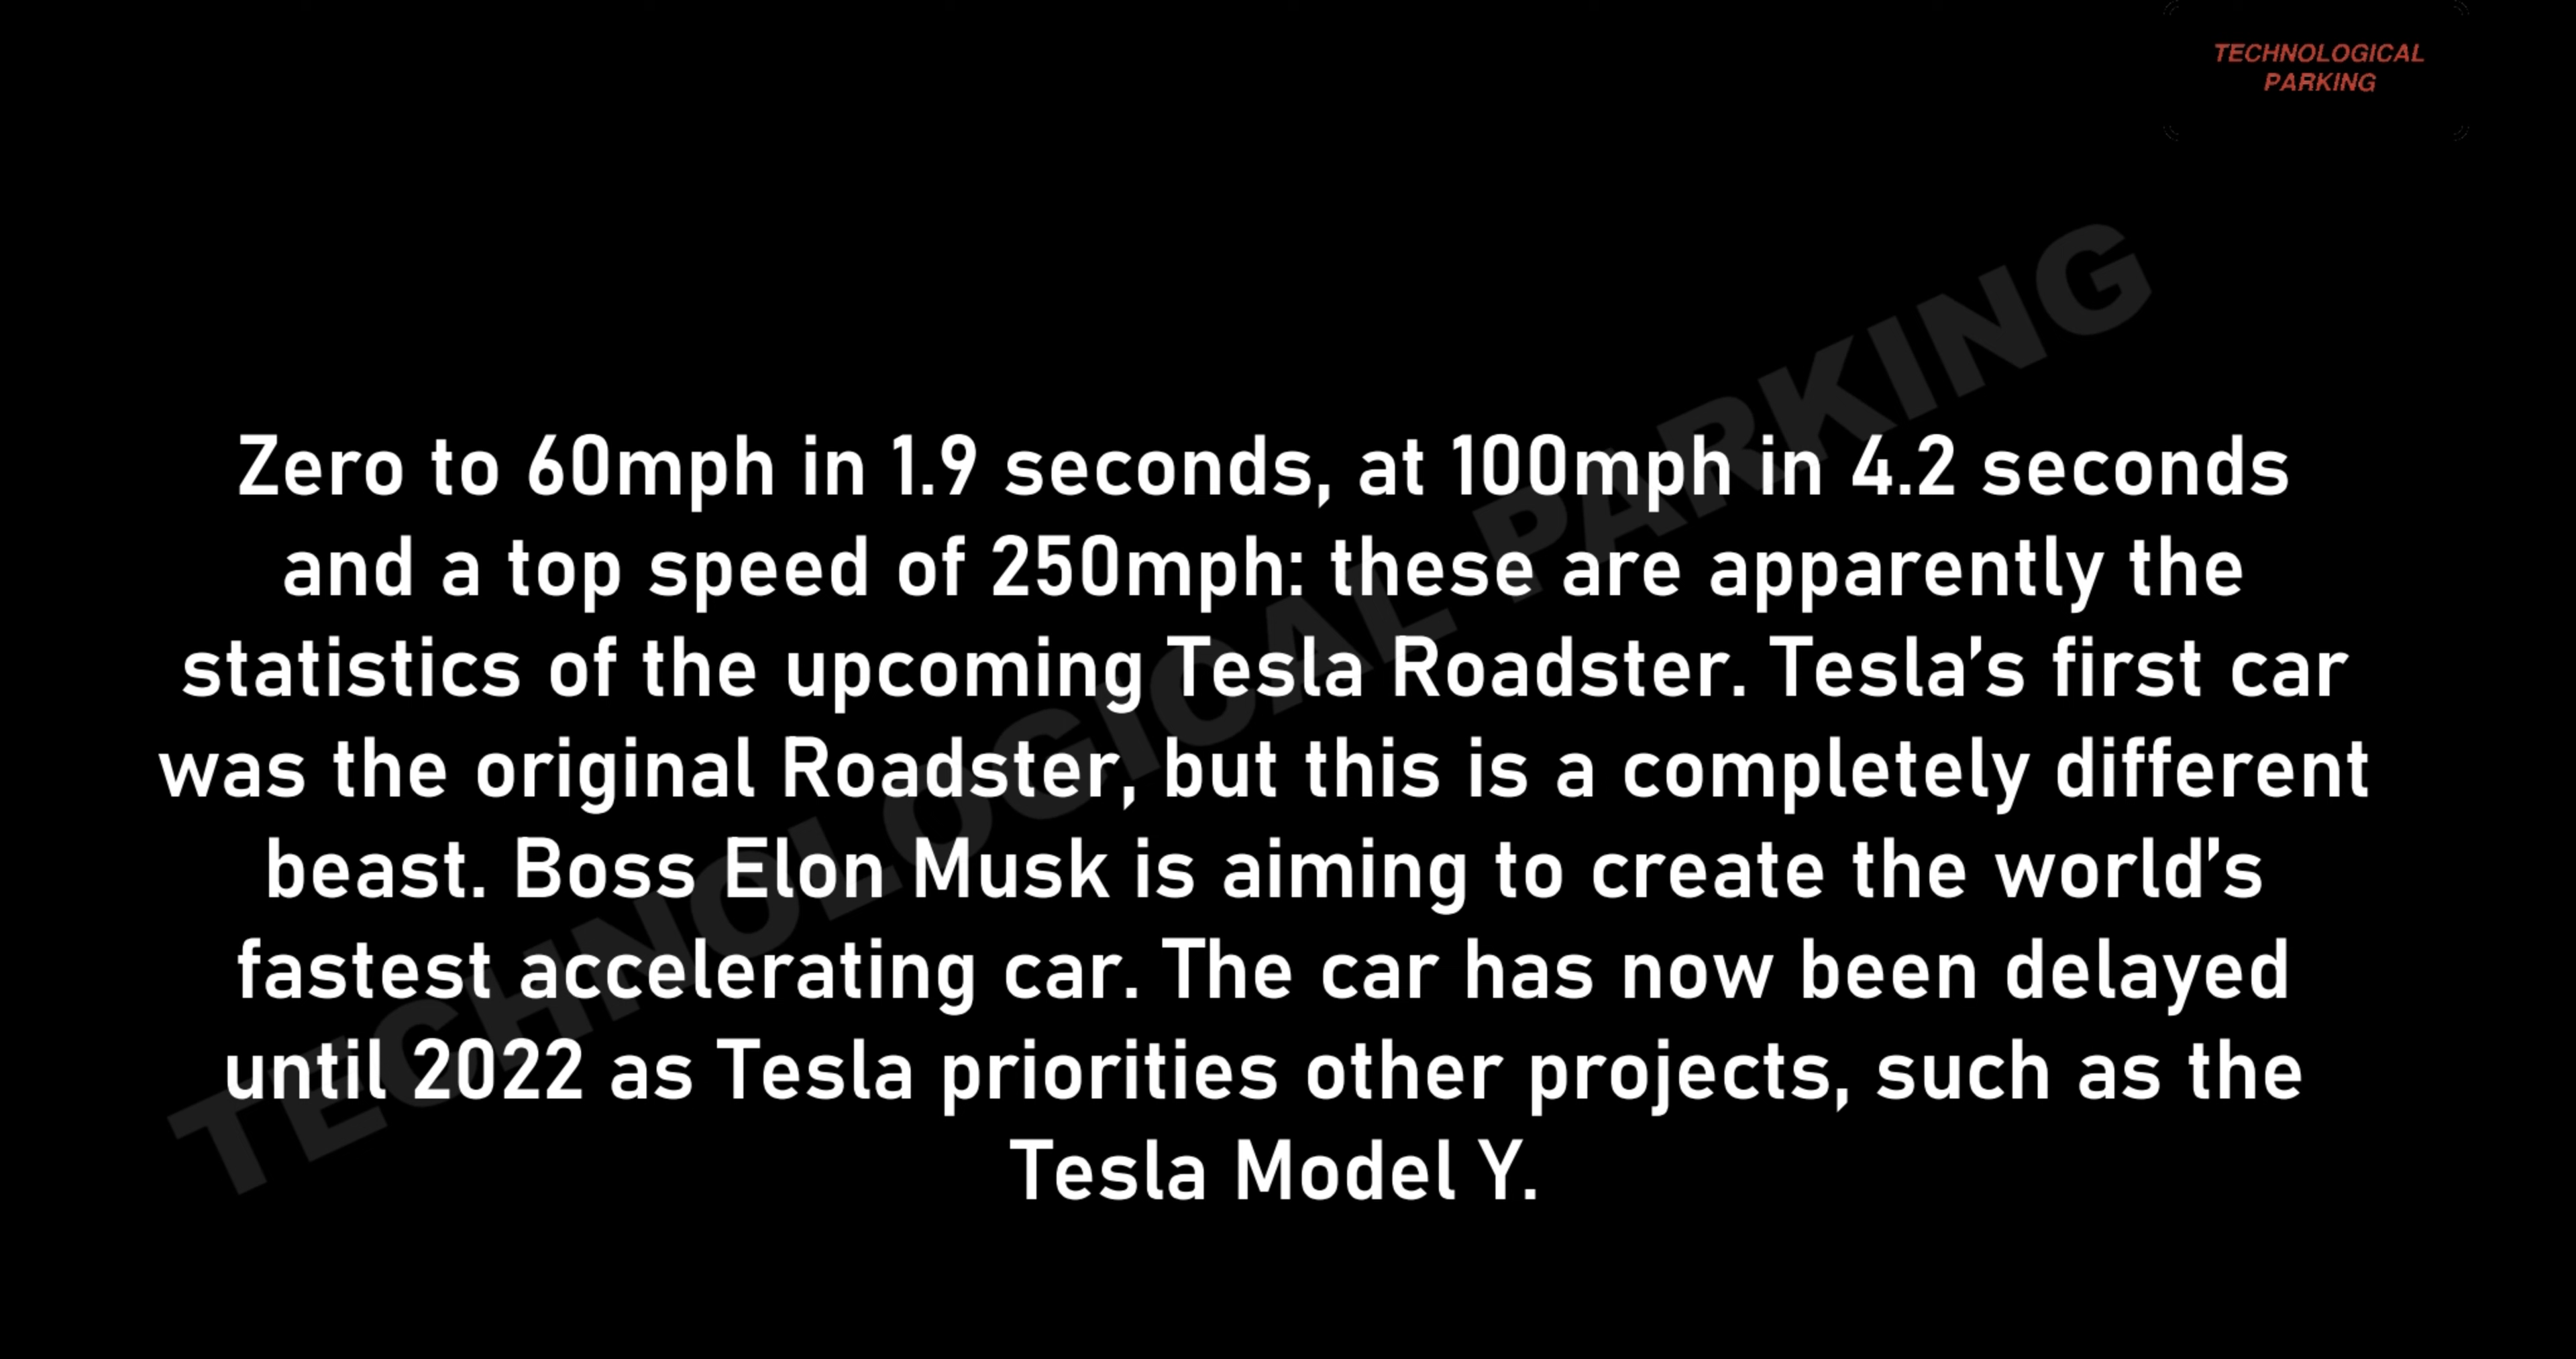 TECHNOLOGICAL
PARKING
Zero to 60mph in 1.9 seconds, at 100mph in 4.2 seconds
and a top speed of 250mph: these are apparently the
statistics of the upcoming Tesla Roadster. Tesla’s first car
was the original Roadster, but this is a completely different
beast. Boss Elon Musk is aiming to create the world’s
fastest accelerating car. The car has now been delayed
until 2022 as Tesla priorities other projects, such as the
Tesla Model Y.
TECHNOLOGICAL PARKING